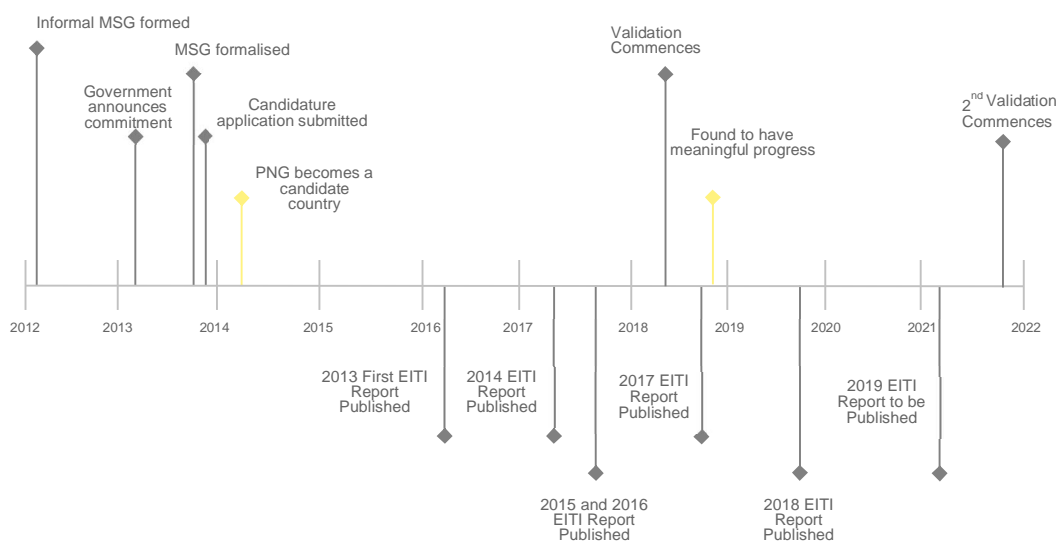 Informal MSG formed
MSG formalised
Government
announces
commitment
Candidature
application submitted
PNG becomes a
candidate
country
Validation
Commences
Found to have
meaningful progress
2nd Validation
Commences
2012
2013
2014
2015
2016
2017
2018
2019
2020
2021
2022
2013 First EITI
Report
Published
2014 EITI
Report
Published
2015 and 2016
EITI Report
Published
2017 EITI
Report
Published
2018 EITI
Report
Published
2019 EITI
Report to be
Published